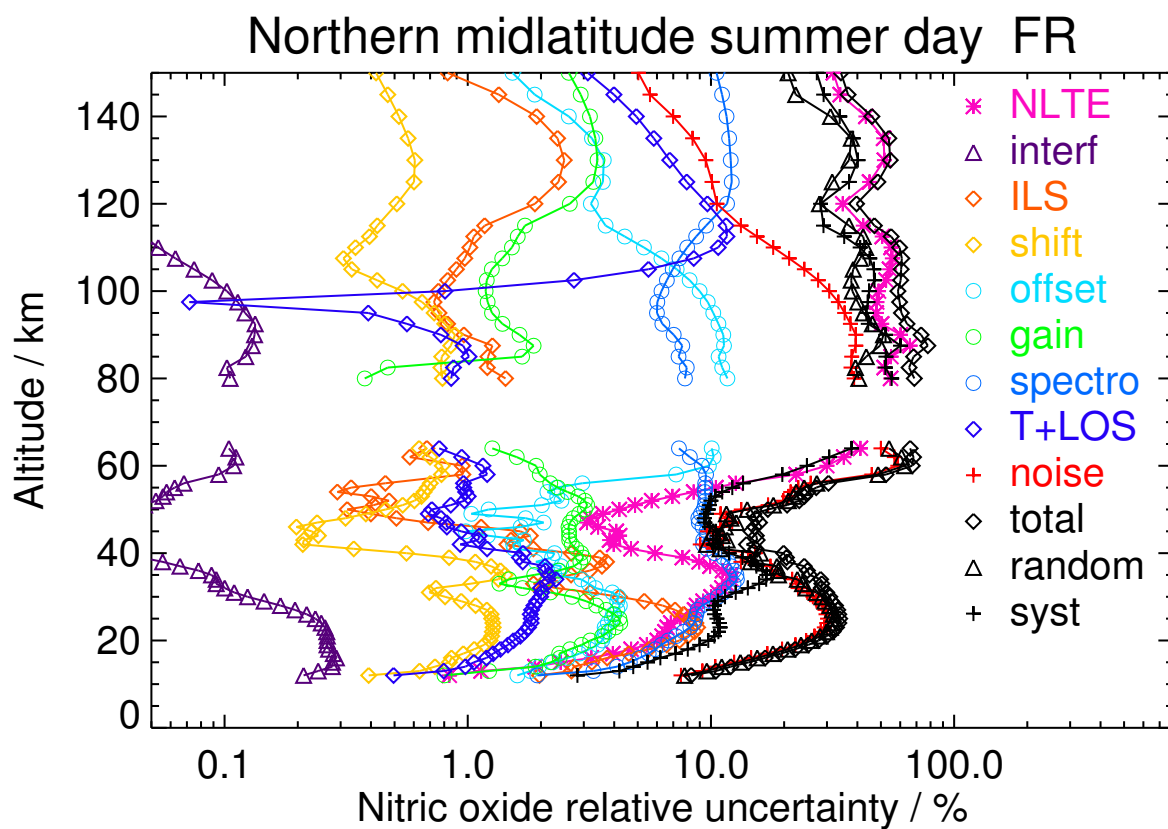 Northern midlatitude summer day FR
Altitude / km
140
120
100
80
60
40
20
0
NLTE
interf
ILS
shift
offset
gain
spectro
T+LOS
noise
total
random
syst
0.1 1.0 10.0 100.0
Nitric oxide relative uncertainty / %